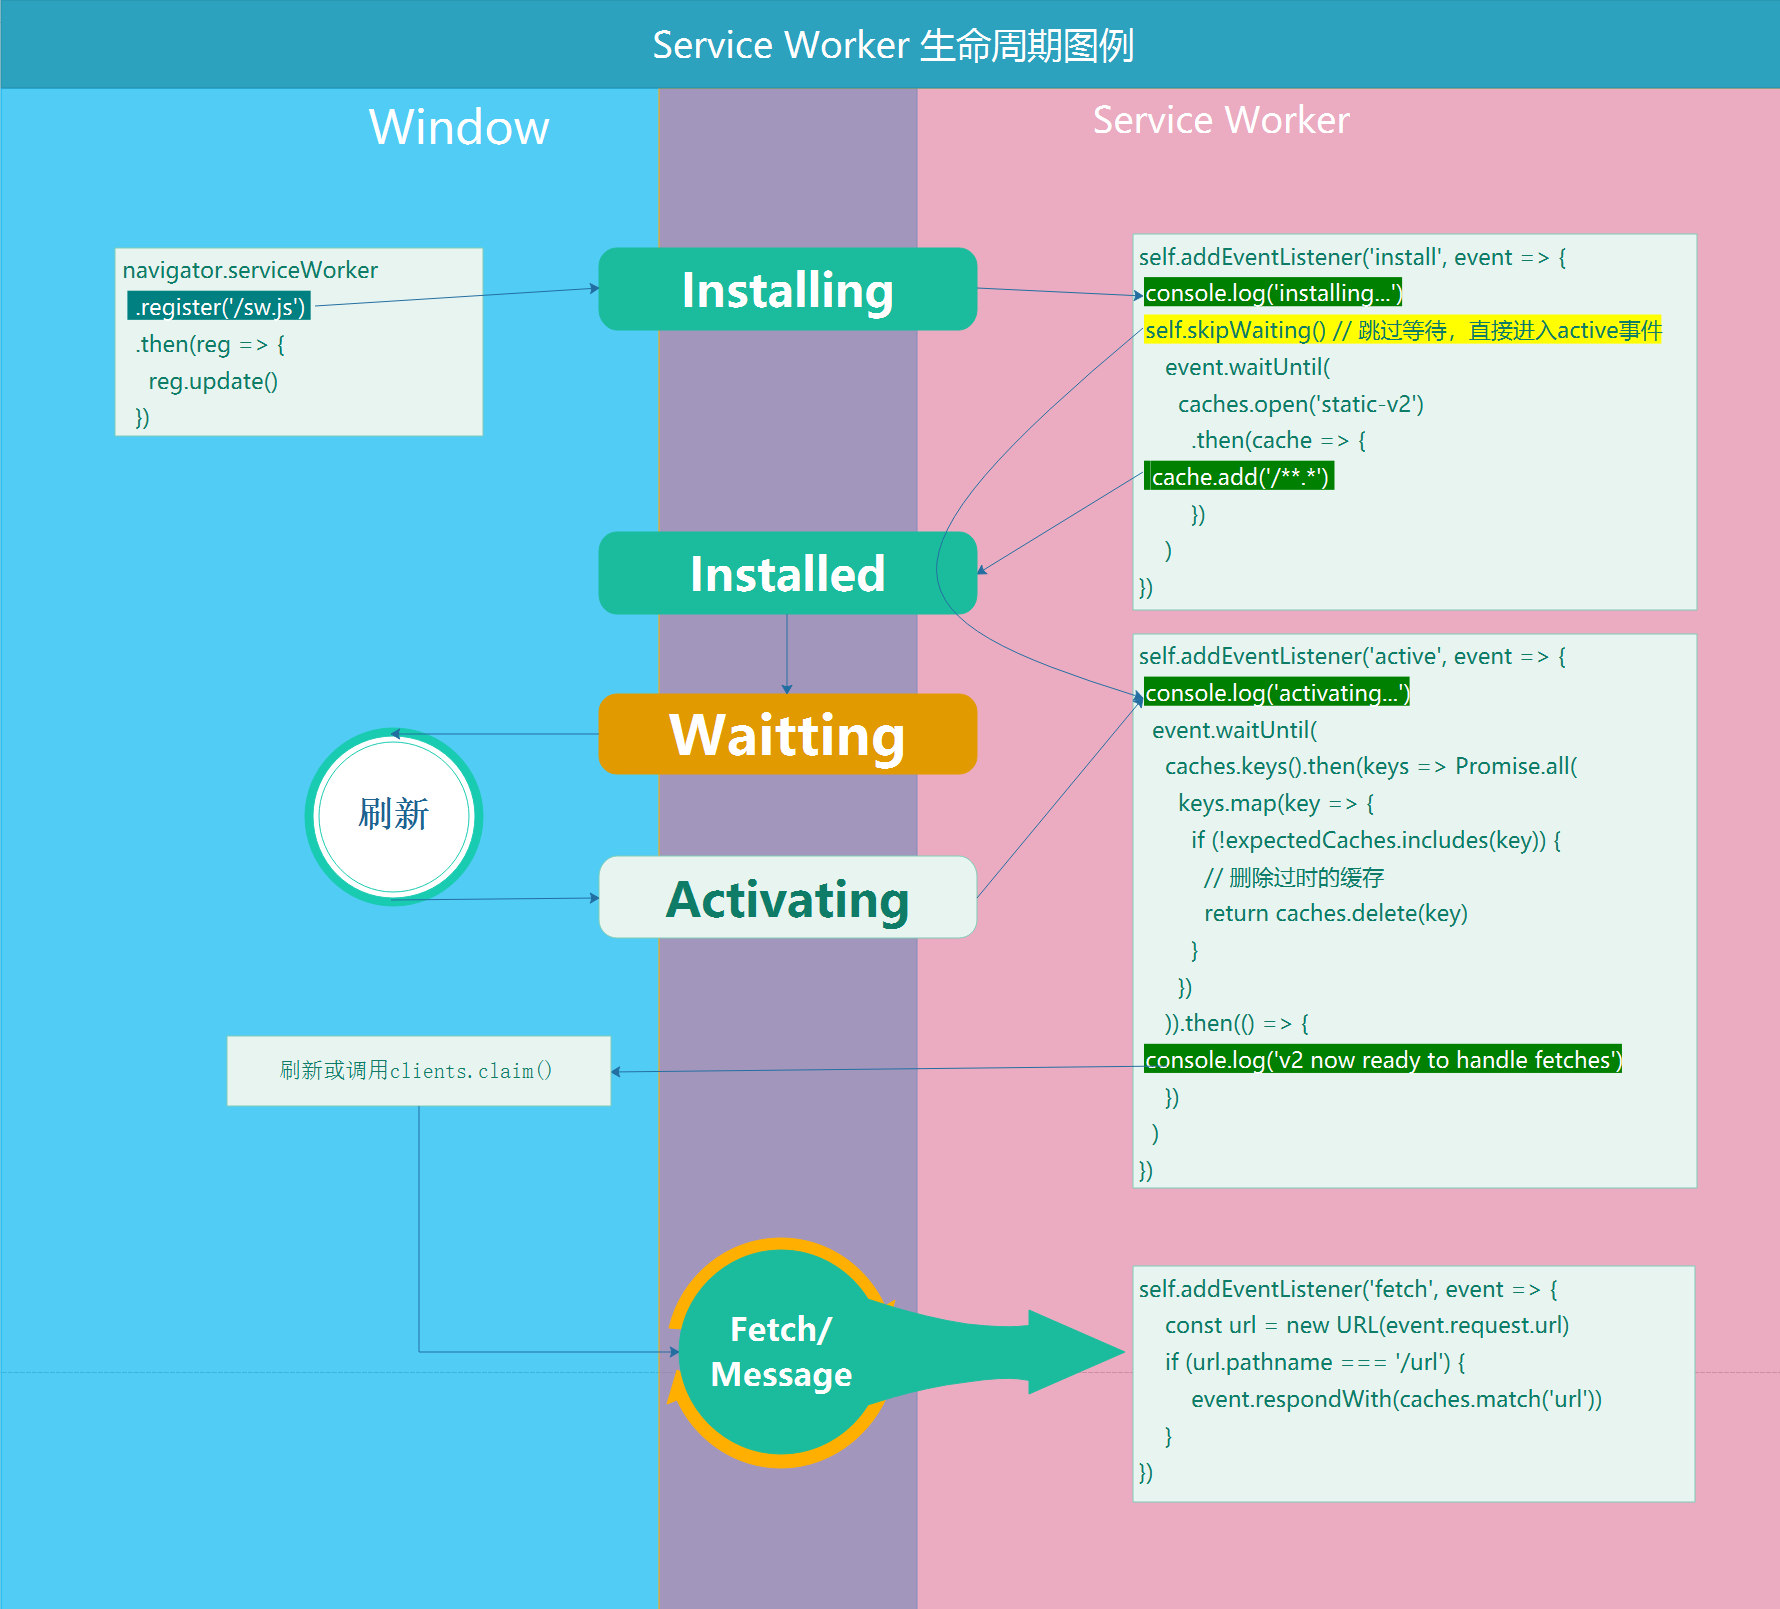 Service Worker 生命周期图例
Window
Service Worker
navigator.serviceWorker
.register('/sw.js')
.then(reg => {
reg.update()
})
Installing
self.addEventListener('install', event => {
console.log('installing...')
self.skipWaiting() // 跳过等待，直接进入active事件
event.waitUntil(
caches.open('static-v2')
.then(cache => {
cache.add('/**.*')
})
)
})
Installed
Waitting
刷新
Activating
self.addEventListener('active', event => {
console.log('activating...')
event.waitUntil(
caches.keys().then(keys => Promise.all(
keys.map(key => {
if (!expectedCaches.includes(key)) {
// 删除过时的缓存
return caches.delete(key)
}
})
)).then(() => {
console.log('v2 now ready to handle fetches')
})
)
})
刷新或调用clients.claim()
Fetch/
Message
self.addEventListener('fetch', event => {
const url = new URL(event.request.url)
if (url.pathname === '/url') {
event.respondWith(caches.match('url'))
}
})